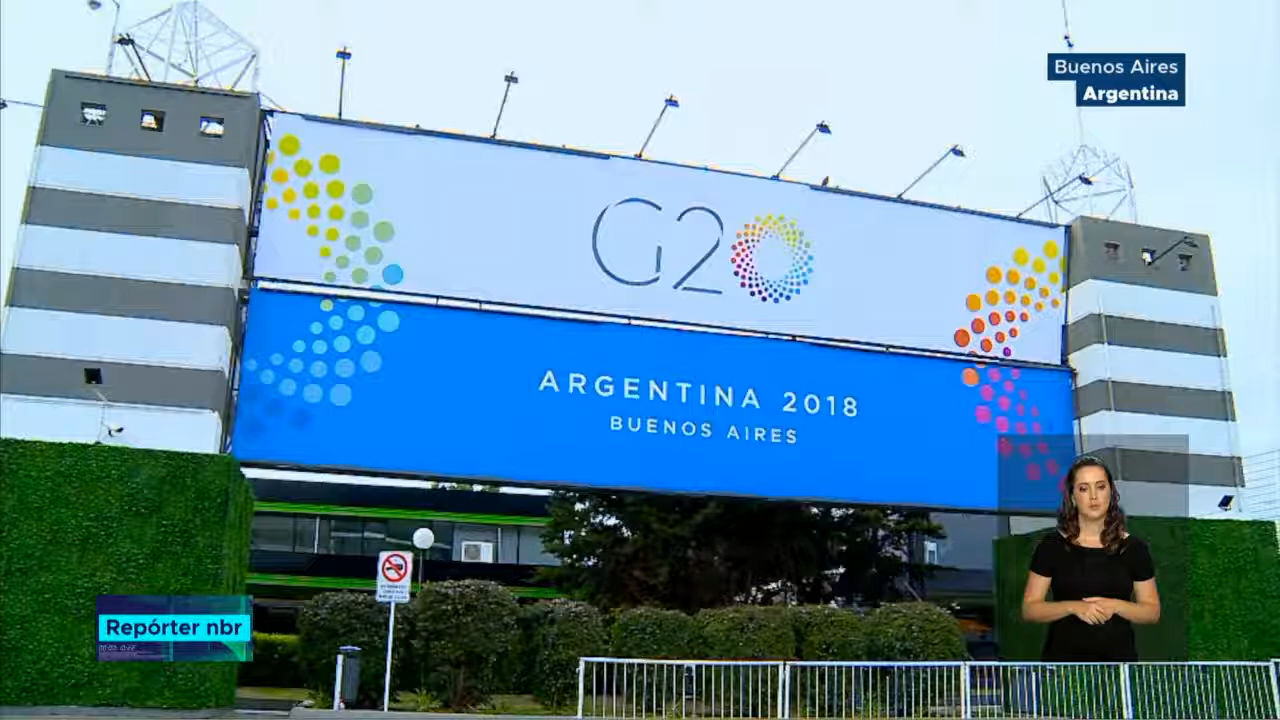 Buenos Aires
Argentina
G20
ARGENTINA 2018
BUENOS AIRES
Repórter nbr